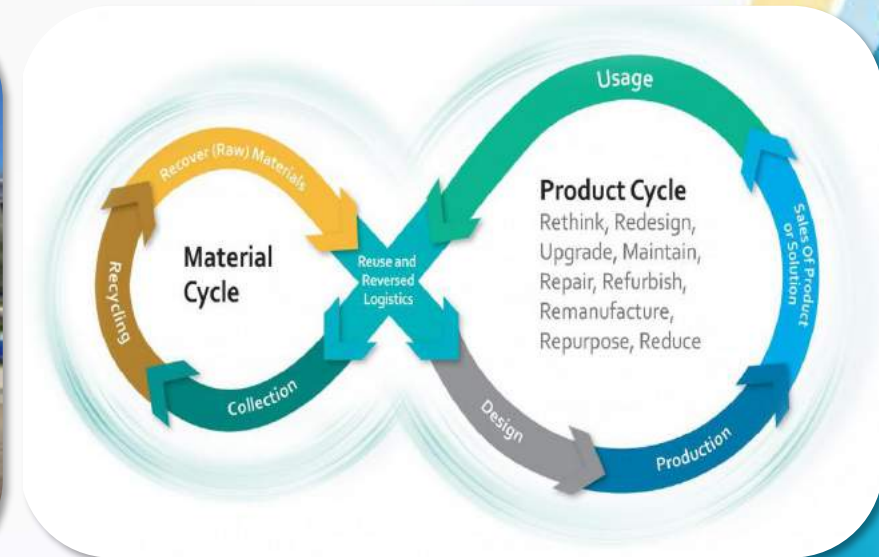 Usage
Recover (Raw) Materials
Product Cycle
Rethink, Redesign,
Upgrade, Maintain,
Repair, Refurbish,
Remanufacture,
Repurpose, Reduce
Material
Cycle
Reuse and
Reversed
Logistics
Sales Of Product
or Solution
Recycling
Collection
Design
Production